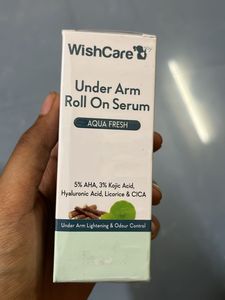 WishCare
Under Arm
Roll On Serum
AQUA FRESH
5% AHA, 3% Kojic Acid,
Hyaluronic Acid, Licorice & CICA
Under Arm Lightening & Odour Control